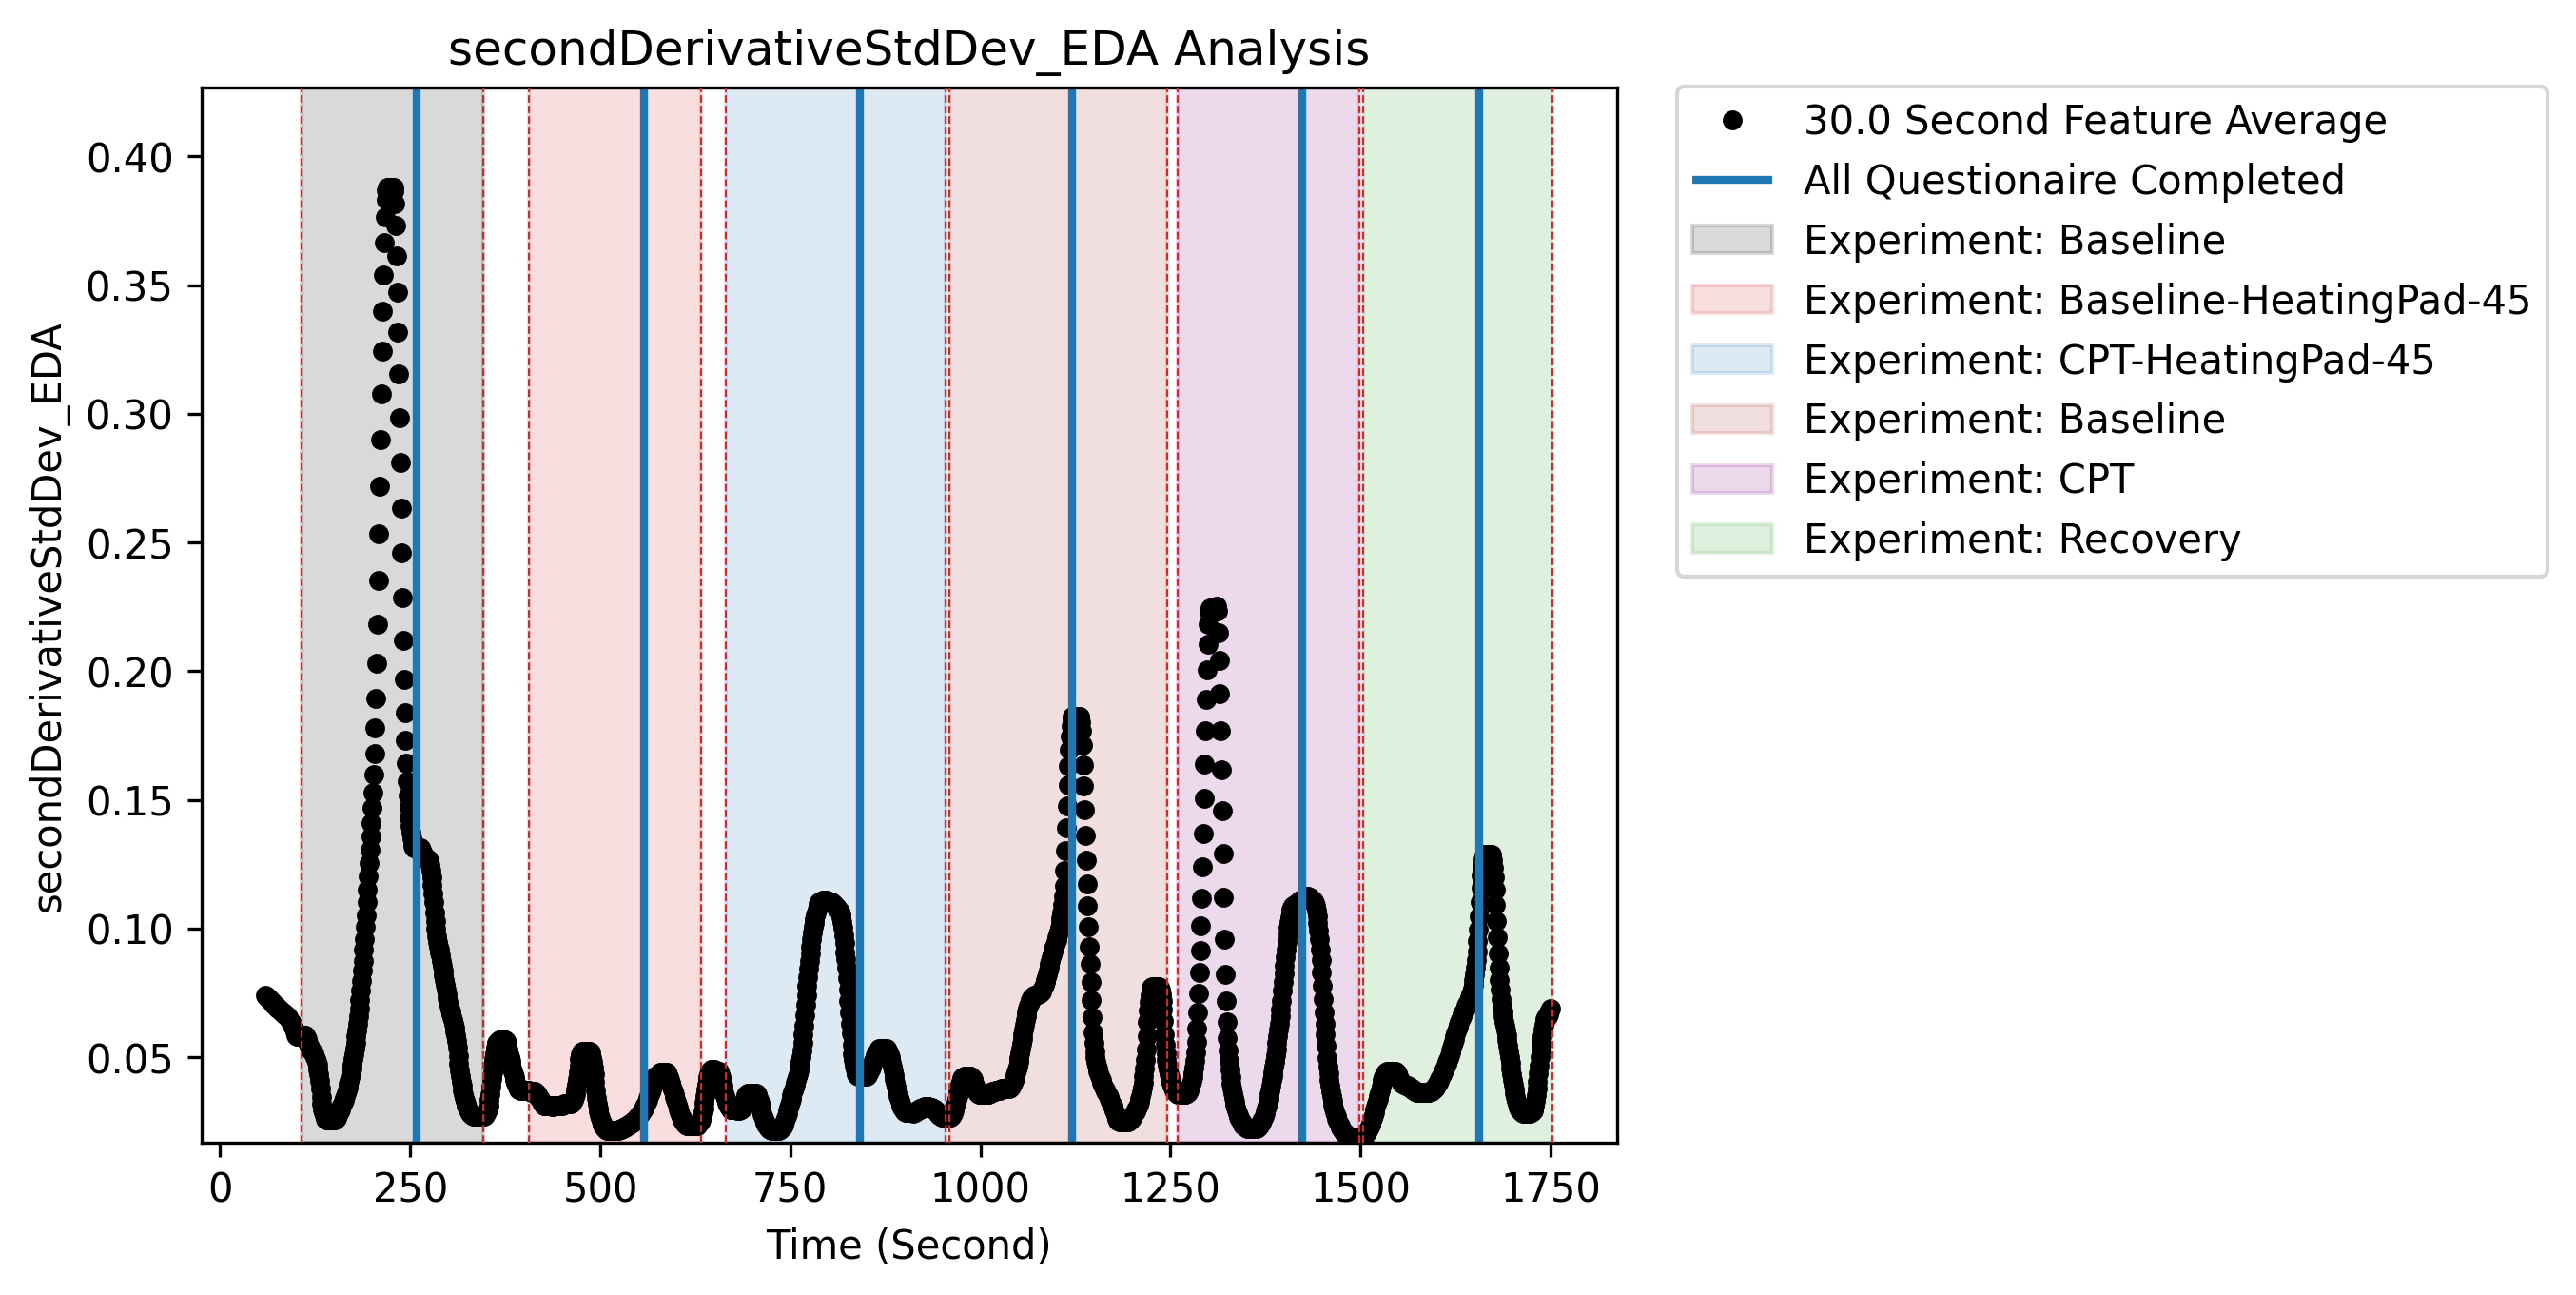 secondDerivativeStdDev_EDA Analysis
secondDerivativeStdDev_EDA
0.40
0.35
0.30
0.25
0.20
0.15
0.10
0.05
0 250 500 750 1000 1250 1500 1750
Time (Second)
30.0 Second Feature Average
All Questionaire Completed
Experiment: Baseline
Experiment: Baseline-HeatingPad-45
Experiment: CPT-HeatingPad-45
Experiment: Baseline
Experiment: CPT
Experiment: Recovery